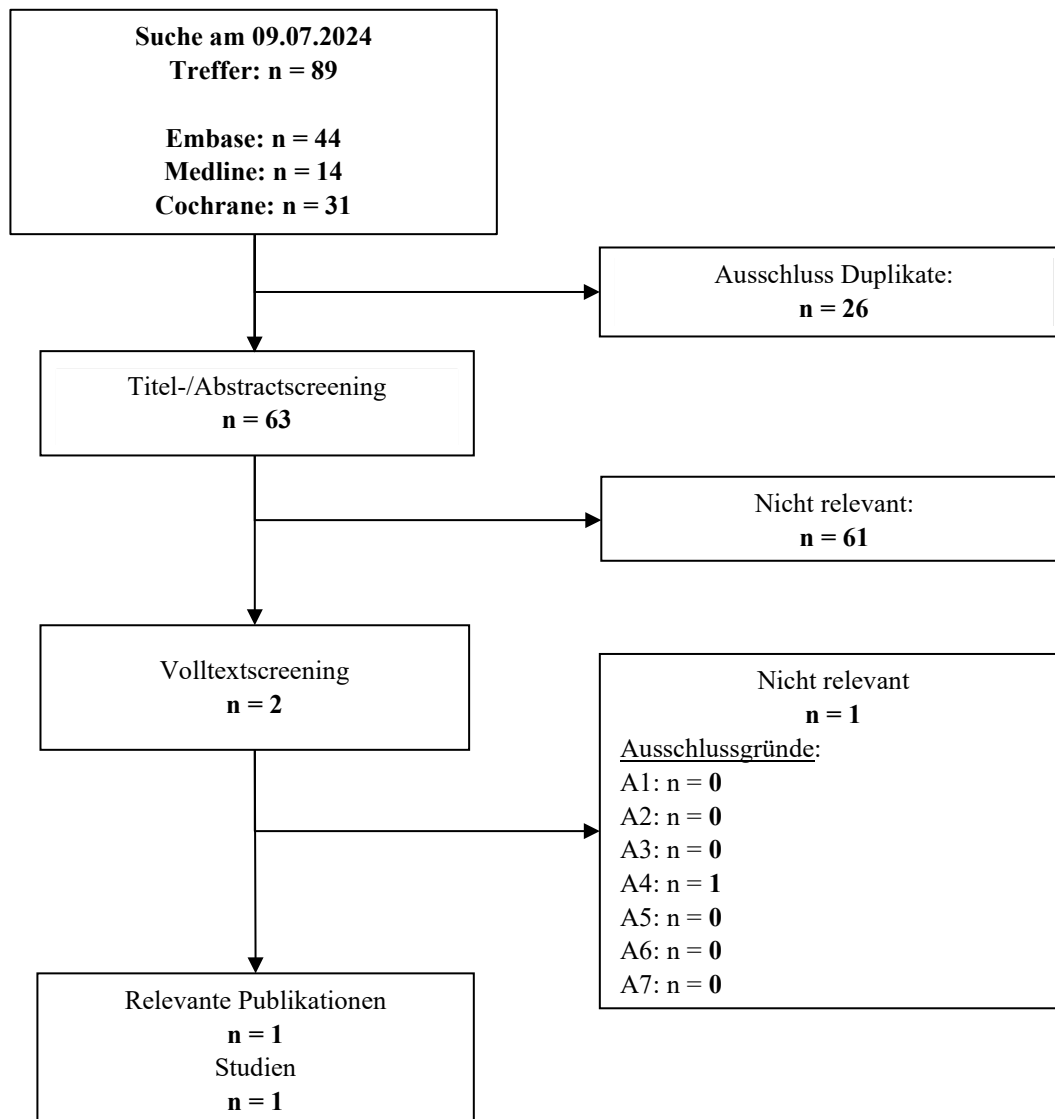 Suche am 09.07.2024
Treffer: n = 89
Embase: n = 44
Medline: n = 14
Cochrane: n = 31
Ausschluss Duplikate:
n = 26
Titel-/Abstractscreening
n = 63
Nicht relevant:
n = 61
Volltextscreening
n = 2
Nicht relevant
n = 1
Ausschlussgründe:
A1: n = 0
A2: n = 0
A3: n = 0
A4: n = 1
A5: n = 0
A6: n = 0
A7: n = 0
Relevante Publikationen
n = 1
Studien
n = 1